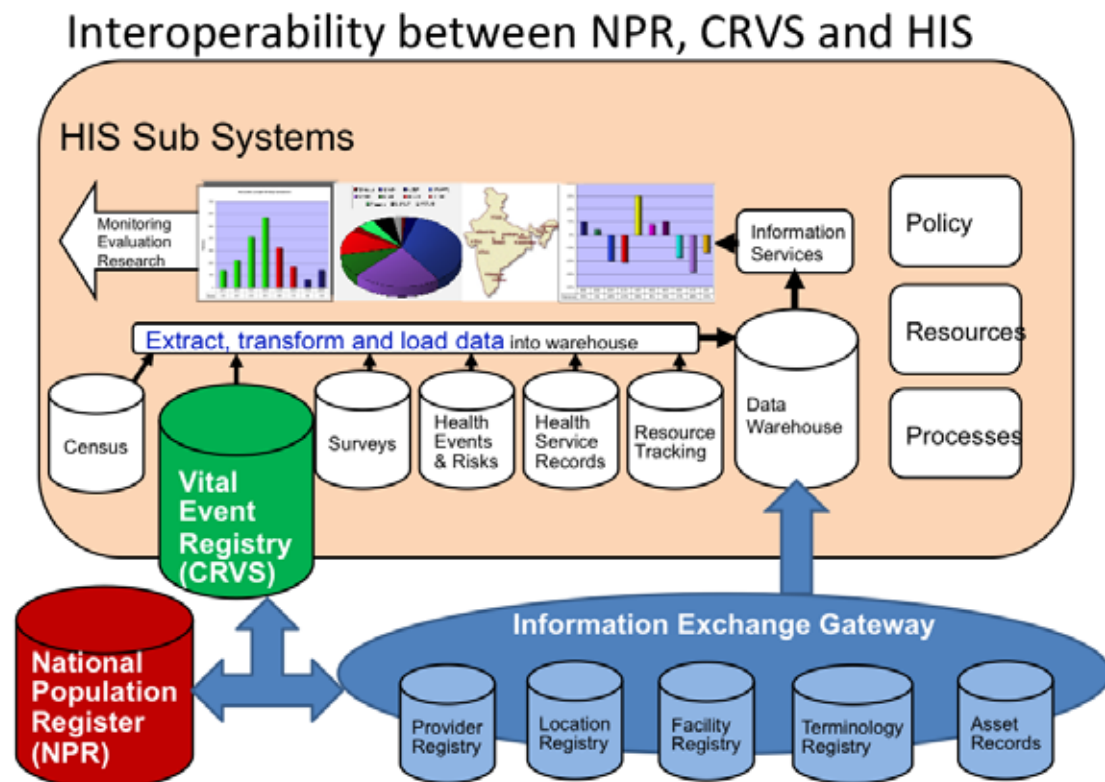 Interoperability between NPR, CRVS and HIS
HIS Sub Systems
Monitoring
Evaluation
Research
Information
Services
Policy
Resources
Processes
Extract, transform and load data into warehouse
Census
Vital
Event
Registry
(CRVS)
Surveys
Health
Events
& Risks
Health
Service
Records
Resource
Tracking
Data
Warehouse
National
Population
Register
(NPR)
Information Exchange Gateway
Provider
Registry
Location
Registry
Facility
Registry
Terminology
Registry
Asset
Records